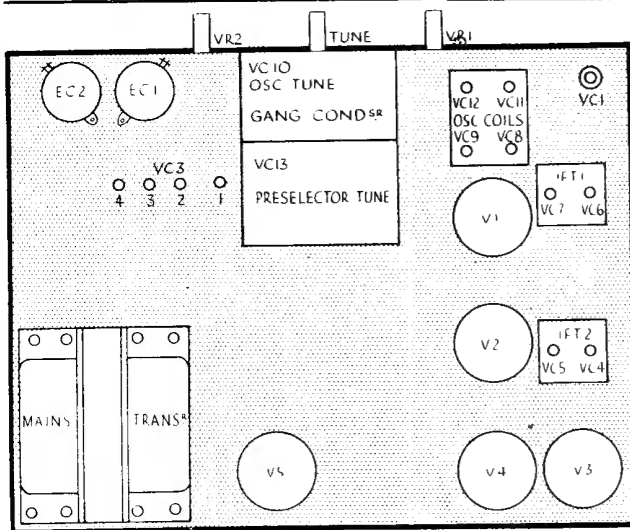 VR2
TUNE
VR1
EC2
EC1
VC10
OSC TUNE
GANG CONDSR
VC13
PRESELECTOR TUNE
VC3
4 3 2 1
VC12 VC11
OSC COILS
VC9 VC8
VC1
IFT1
VC7 VC6
V1
V2
IFT2
VC5 VC4
MAINS TRANSR
V5
V4
V3